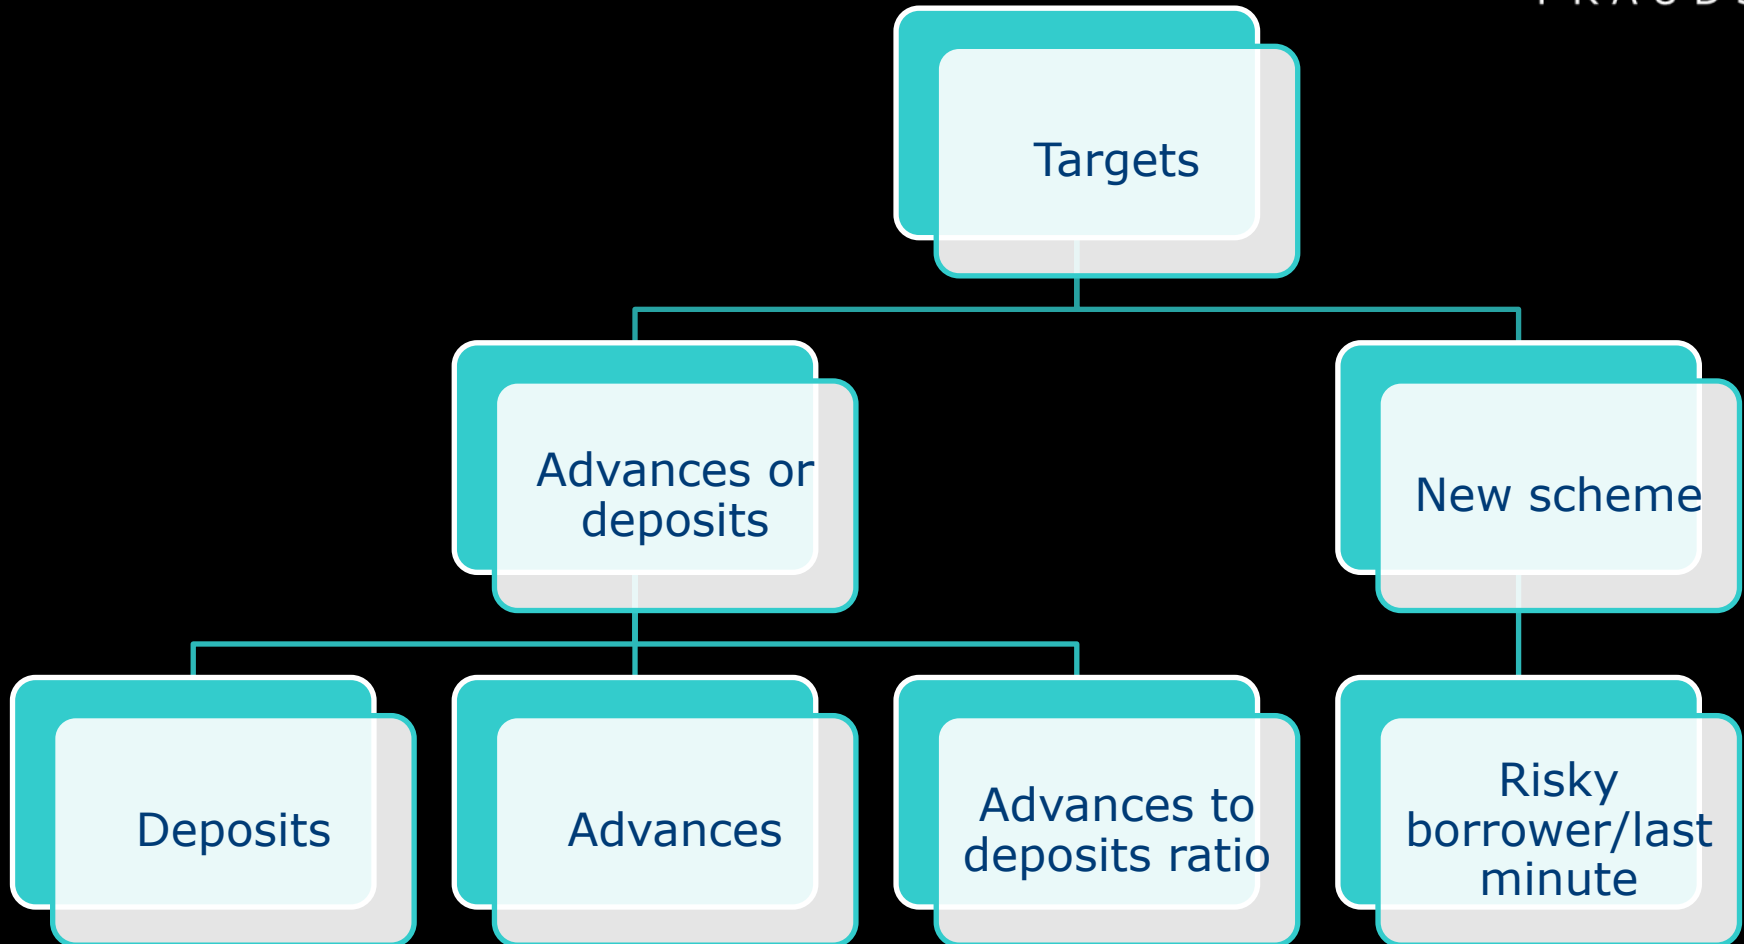 Targets
Advances or
deposits
New scheme
Deposits
Advances
Advances to
deposits ratio
Risky
borrower/last
minute